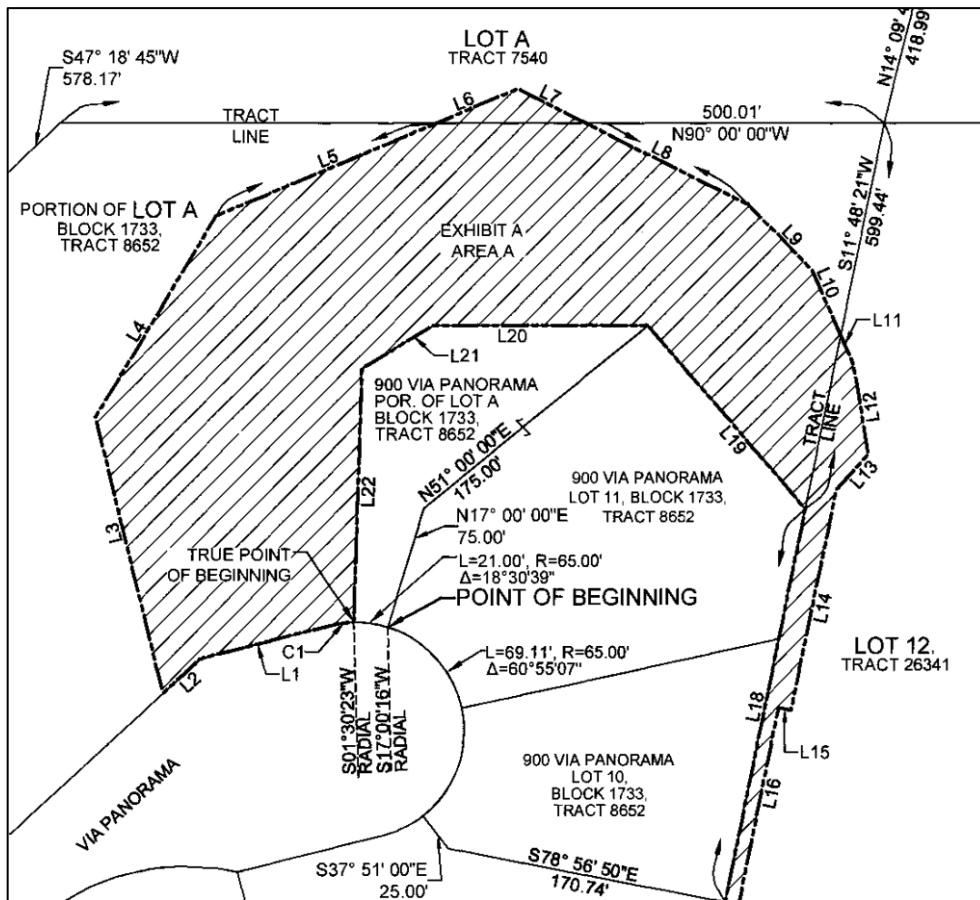 LOT A
TRACT 7540
S47° 18' 45"W
578.17'
N14° 09' 4
418.99'
TRACT
LINE
500.01'
N90° 00' 00"W
L6
L7
L5
L8
PORTION OF LOT A
BLOCK 1733,
TRACT 8652
EXHIBIT A
AREA A
S11° 48' 21"W
599.44'
L9
L10
L11
L4
L20
L21
L12
900 VIA PANORAMA
POR. OF LOT A
BLOCK 1733,
TRACT 8652
TRACT
LINE
L19
L13
N51° 00' 00"E
175.00'
900 VIA PANORAMA
LOT 11, BLOCK 1733,
TRACT 8652
L22
L3
N17° 00' 00"E
75.00'
TRUE POINT
OF BEGINNING
L=21.00', R=65.00'
Δ=18°30'39"
POINT OF BEGINNING
L14
C1
L1
L2
L=69.11', R=65.00'
Δ=60°55'07"
LOT 12,
TRACT 26341
S01°30'23"W
RADIAL
S17°00'16"W
RADIAL
L18
L15
L16
900 VIA PANORAMA
LOT 10,
BLOCK 1733,
TRACT 8652
VIA PANORAMA
S37° 51' 00"E
25.00'
S78° 56' 50"E
170.74'